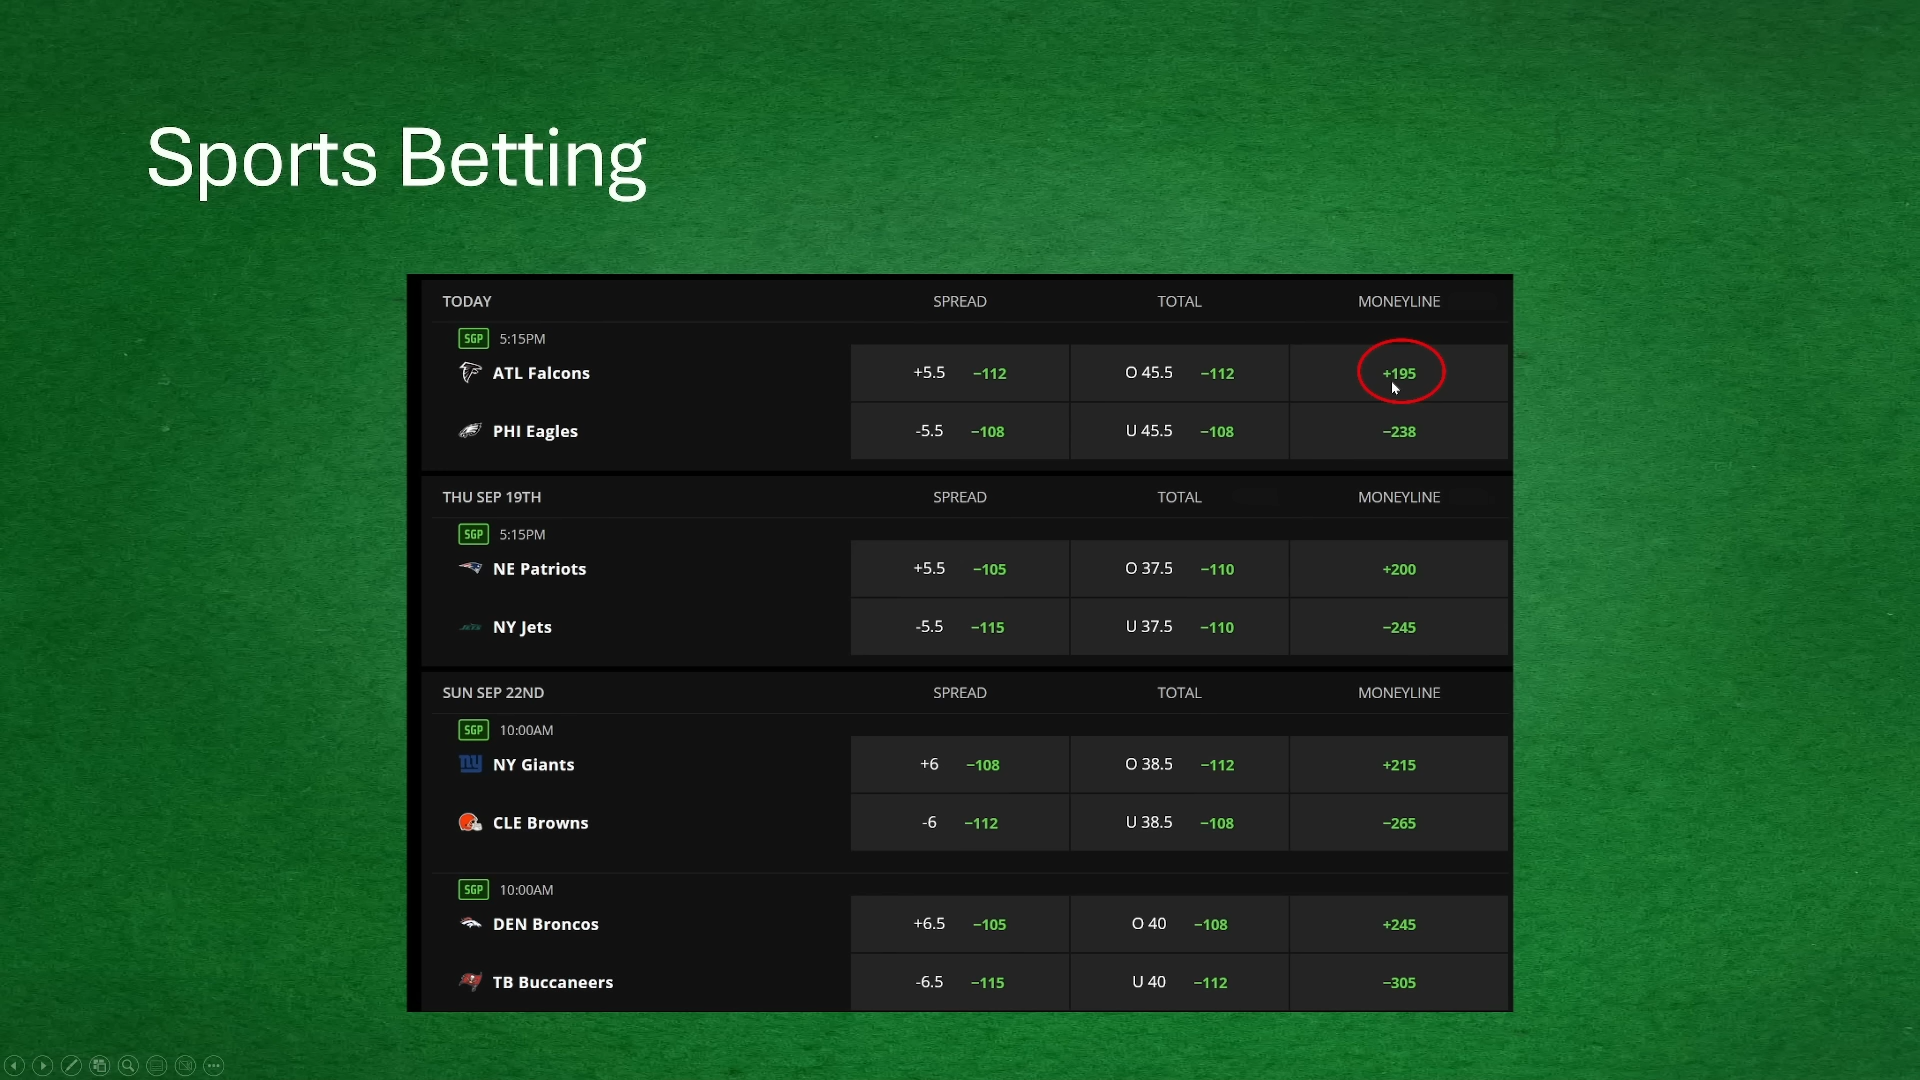 Sports Betting
TODAY SPREAD TOTAL MONEYLINE
SGP 5:15PM
ATL Falcons +5.5 −112 O 45.5 −112 +195
PHI Eagles -5.5 −108 U 45.5 −108 −238
THU SEP 19TH SPREAD TOTAL MONEYLINE
SGP 5:15PM
NE Patriots +5.5 −105 O 37.5 −110 +200
NY Jets -5.5 −115 U 37.5 −110 −245
SUN SEP 22ND SPREAD TOTAL MONEYLINE
SGP 10:00AM
NY Giants +6 −108 O 38.5 −112 +215
CLE Browns -6 −112 U 38.5 −108 −265
SGP 10:00AM
DEN Broncos +6.5 −105 O 40 −108 +245
TB Buccaneers -6.5 −115 U 40 −112 −305